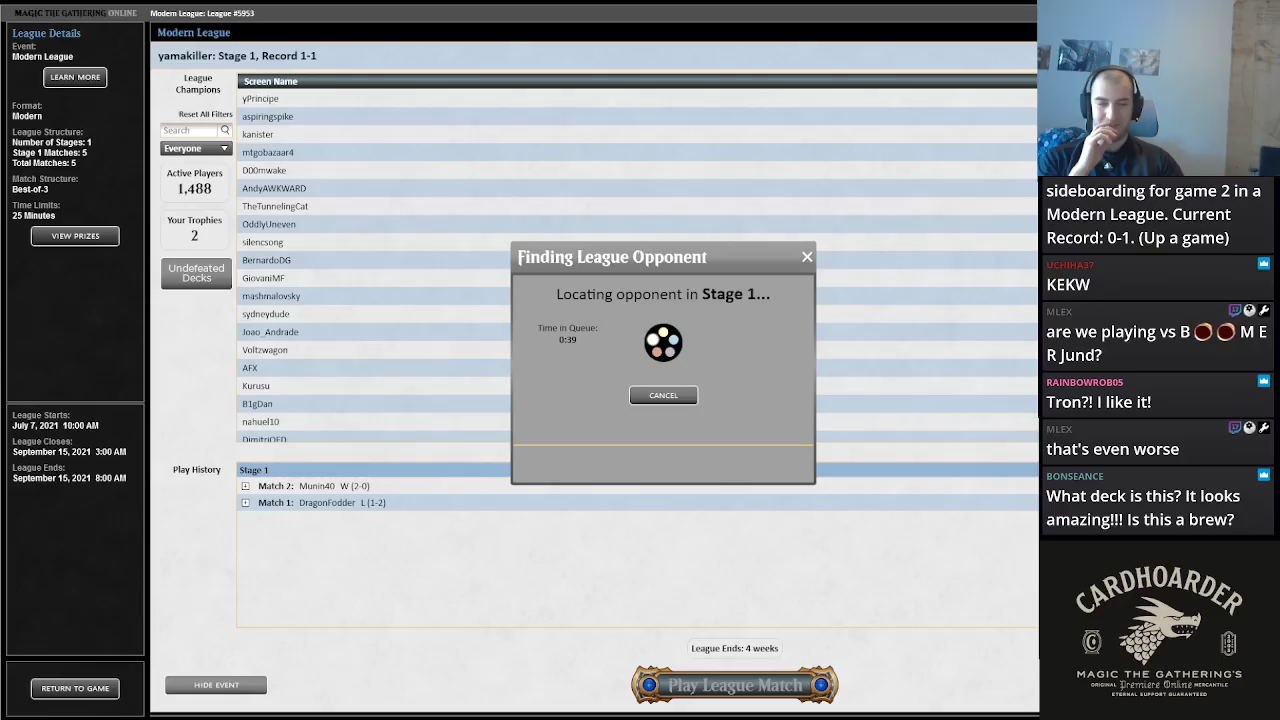 MAGIC THE GATHERING ONLINE
Modern League: League #5953
League Details
Event:
Modern League
LEARN MORE
Format:
Modern
League Structure:
Number of Stages: 1
Stage 1 Matches: 5
Total Matches: 5
Match Structure:
Best-of-3
Time Limits:
25 Minutes
VIEW PRIZES
League Starts:
July 7, 2021 10:00 AM
League Closes:
September 15, 2021 3:00 AM
League Ends:
September 15, 2021 8:00 AM
RETURN TO GAME
Modern League
yamakiller: Stage 1, Record 1-1
League
Champions
Reset All Filters
Search
Everyone
Active Players
1,488
Your Trophies
2
Undefeated
Decks
Screen Name
yPrincipe
aspiringspike
kanister
mtgobazaar4
D00mwake
AndyAWKWARD
TheTunnelingCat
OddlyUneven
silencsong
BernardoDG
GiovaniMF
mashmalovsky
sydneydude
Joao_Andrade
Voltzwagon
AFX
Kurusu
B1gDan
nahuel10
DimitriOFD
Finding League Opponent
Locating opponent in Stage 1...
Time in Queue:
0:39
CANCEL
Play History
Stage 1
Match 2: Munin40 W (2-0)
Match 1: DragonFodder L (1-2)
League Ends: 4 weeks
HIDE EVENT
Play League Match
sideboarding for game 2 in a
Modern League. Current
Record: 0-1. (Up a game)
UCHIHA37
KEKW
MLEX
are we playing vs B M E
R Jund?
RAINBOWROB05
Tron?! I like it!
MLEX
that's even worse
BONSEANCE
What deck is this? It looks
amazing!!! Is this a brew?
CARDHOARDER
MAGIC THE GATHERING'S
ORIGINAL Premiere Online MERCANTILE
ETERNAL SUPPORT GUARANTEED